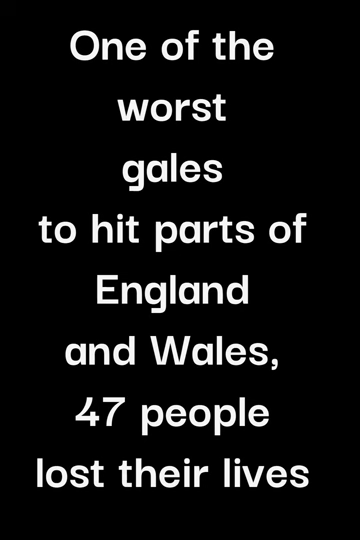 One of the
worst
gales
to hit parts of
England
and Wales,
47 people
lost their lives